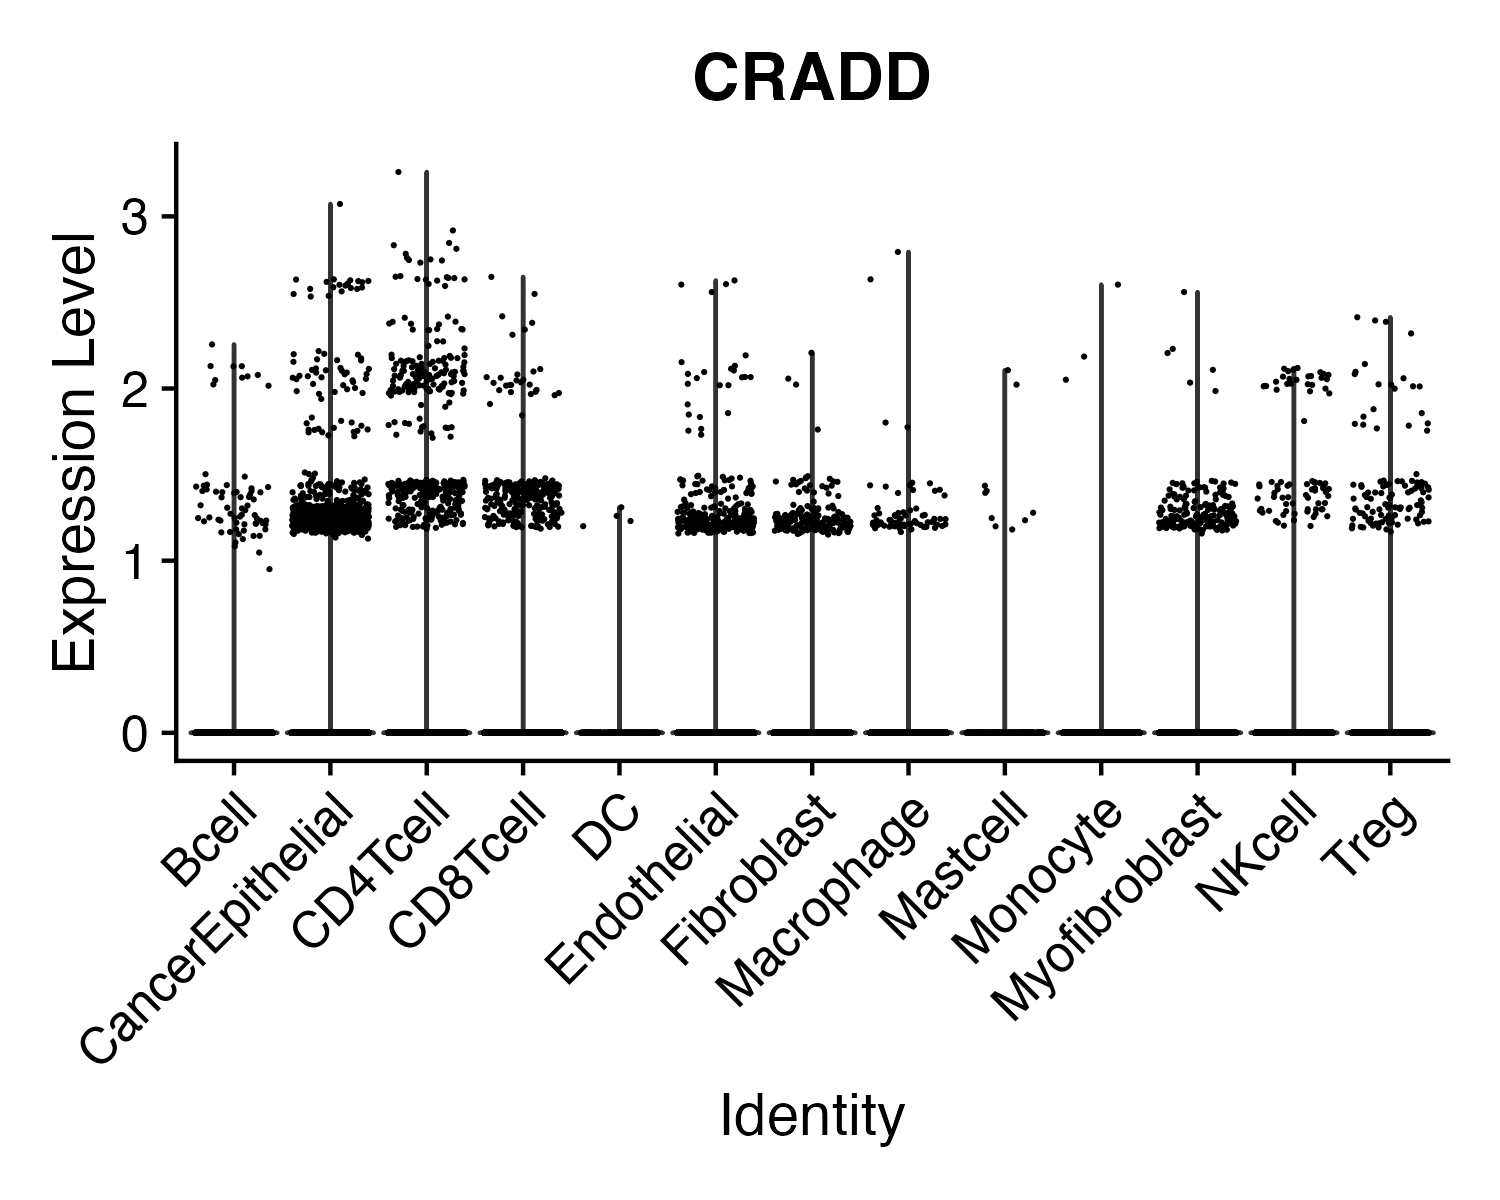 CRADD
Expression Level
3
2
1
0
Bcell
CancerEpithelial
CD4Tcell
CD8Tcell
DC
Endothelial
Fibroblast
Macrophage
Mastcell
Monocyte
Myofibroblast
NKcell
Treg
Identity